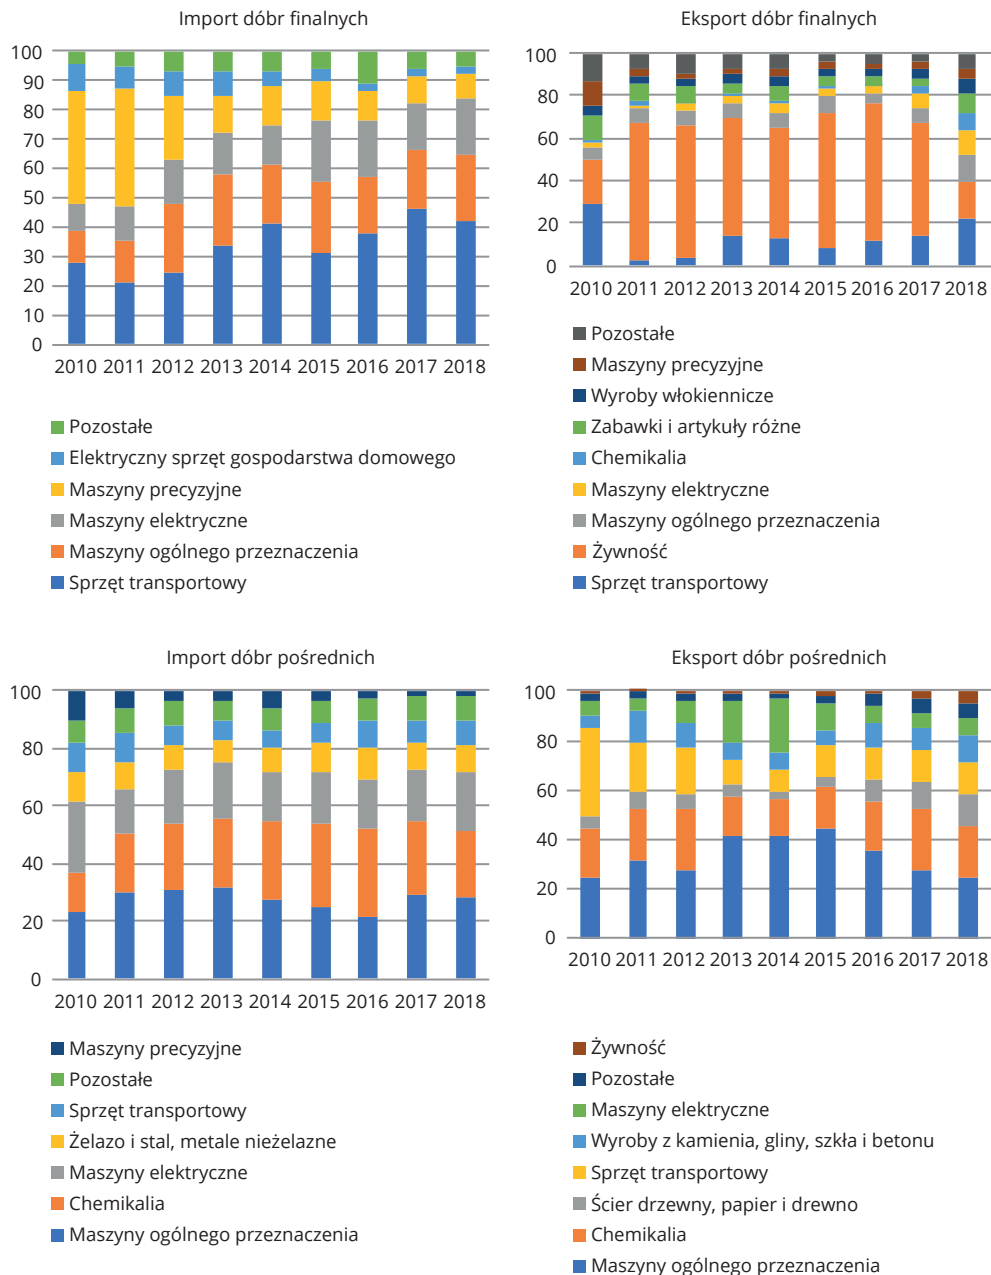 Import dóbr finalnych
100
90
80
70
60
50
40
30
20
10
0
2010 2011 2012 2013 2014 2015 2016 2017 2018
Pozostałe
Elektryczny sprzęt gospodarstwa domowego
Maszyny precyzyjne
Maszyny elektryczne
Maszyny ogólnego przeznaczenia
Sprzęt transportowy
Eksport dóbr finalnych
100
80
60
40
20
0
2010 2011 2012 2013 2014 2015 2016 2017 2018
Pozostałe
Maszyny precyzyjne
Wyroby włokiennicze
Zabawki i artykuły różne
Chemikalia
Maszyny elektryczne
Maszyny ogólnego przeznaczenia
Żywność
Sprzęt transportowy
Import dóbr pośrednich
100
80
60
40
20
0
2010 2011 2012 2013 2014 2015 2016 2017 2018
Maszyny precyzyjne
Pozostałe
Sprzęt transportowy
Żelazo i stal, metale nieżelazne
Maszyny elektryczne
Chemikalia
Maszyny ogólnego przeznaczenia
Eksport dóbr pośrednich
100
80
60
40
20
0
2010 2011 2012 2013 2014 2015 2016 2017 2018
Żywność
Pozostałe
Maszyny elektryczne
Wyroby z kamienia, gliny, szkła i betonu
Sprzęt transportowy
Ścier drzewny, papier i drewno
Chemikalia
Maszyny ogólnego przeznaczenia